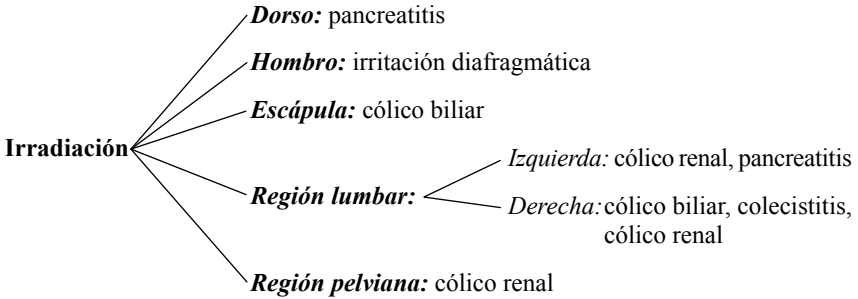 Dorso: pancreatitis
Hombro: irritación diafragmática
Escápula: cólico biliar
Irradiación
Región lumbar:
Izquierda: cólico renal, pancreatitis
Derecha: cólico biliar, colecistitis,
cólico renal
Región pelviana: cólico renal